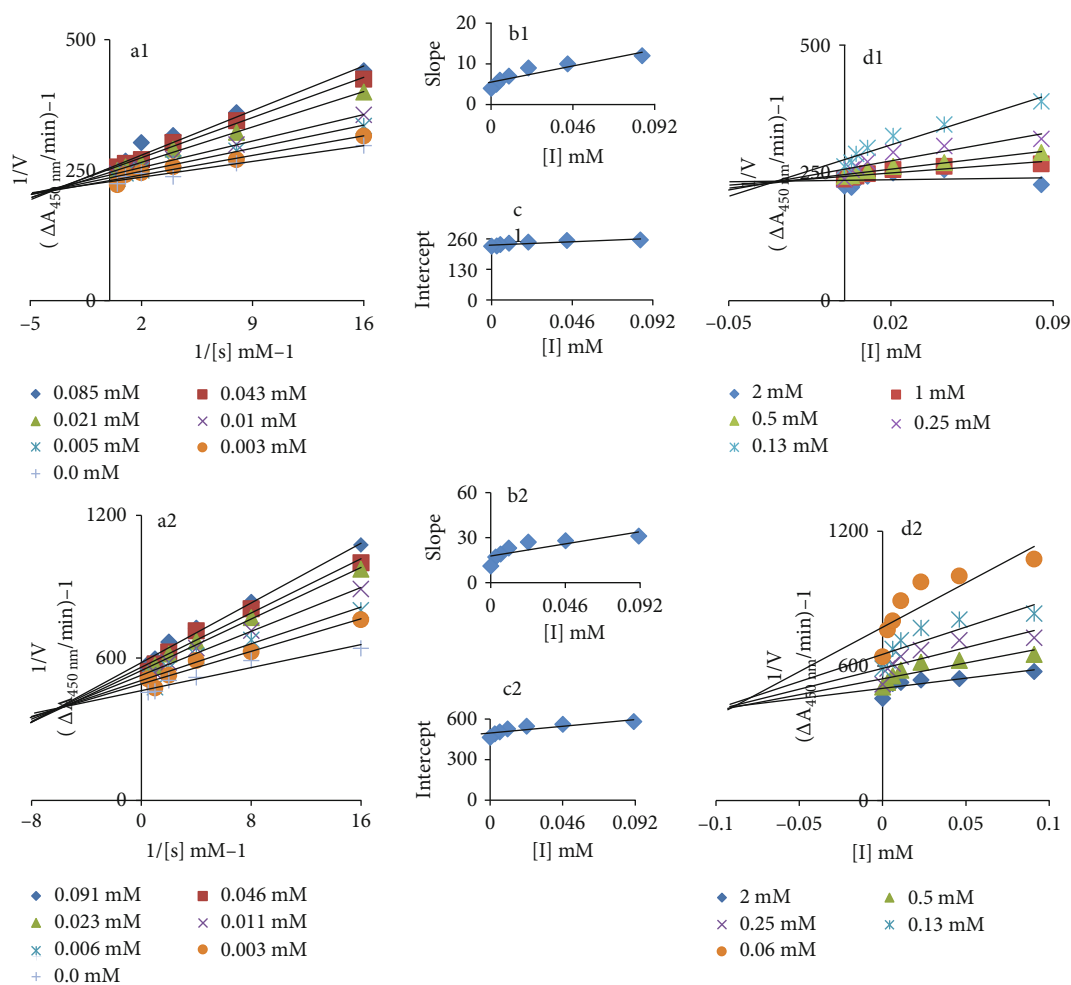 a1
500
250
0
1/V
( ΔA450 nm/min)−1
−5
2
9
16
1/[s] mM−1
0.085 mM
0.043 mM
0.021 mM
0.01 mM
0.005 mM
0.003 mM
0.0 mM
b1
20
10
0
Slope
0
0.046
0.092
[I] mM
c
1
260
130
0
Intercept
0
0.046
0.092
[I] mM
d1
500
250
0
1/V
( ΔA450 nm/min)−1
−0.05
0.02
0.09
[I] mM
2 mM
1 mM
0.5 mM
0.25 mM
0.13 mM
a2
1200
600
0
1/V
( ΔA450 nm/min)−1
−8
0
8
16
1/[s] mM−1
0.091 mM
0.046 mM
0.023 mM
0.011 mM
0.006 mM
0.003 mM
0.0 mM
b2
60
30
0
Slope
0
0.046
0.092
[I] mM
c2
600
300
0
Intercept
0
0.046
0.092
[I] mM
d2
1200
600
0
1/V
(ΔA450 nm/min)−1
−0.1
−0.05
0
0.05
0.1
[I] mM
2 mM
0.5 mM
0.25 mM
0.13 mM
0.06 mM